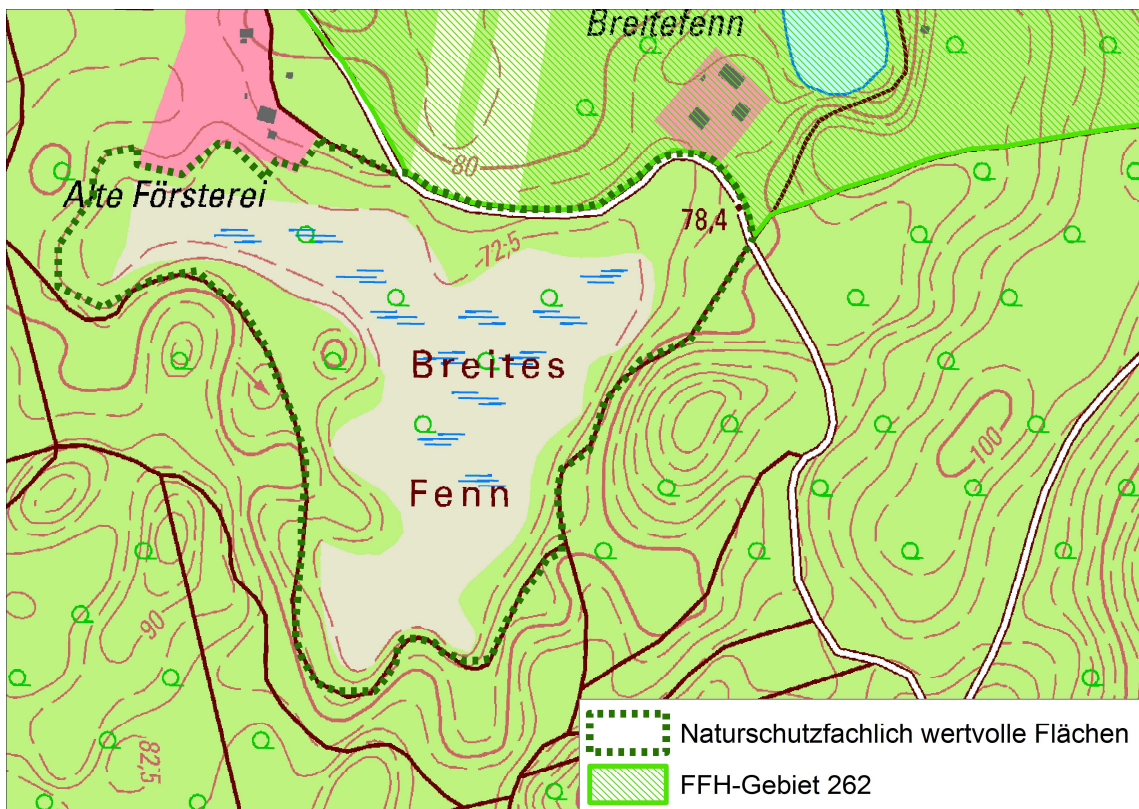 Breitefenn
80
Alte Försterei
78,4
72,5
Breites
Fenn
100
90
82,5
Naturschutzfachlich wertvolle Flächen
FFH-Gebiet 262